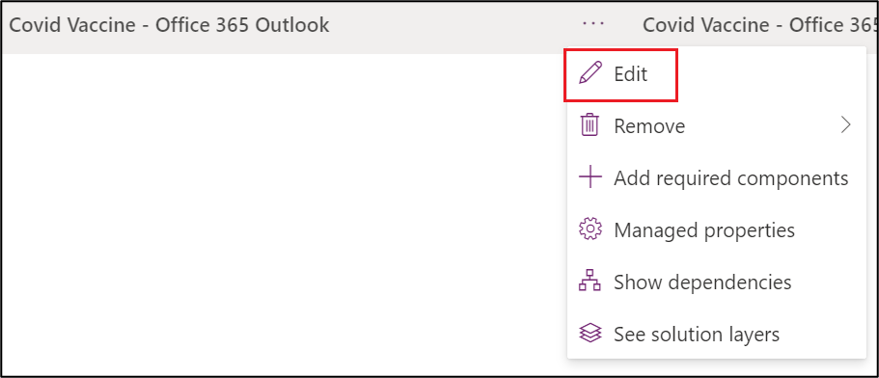 Covid Vaccine - Office 365 Outlook ··· Covid Vaccine - Office 365
Edit
Remove
Add required components
Managed properties
Show dependencies
See solution layers